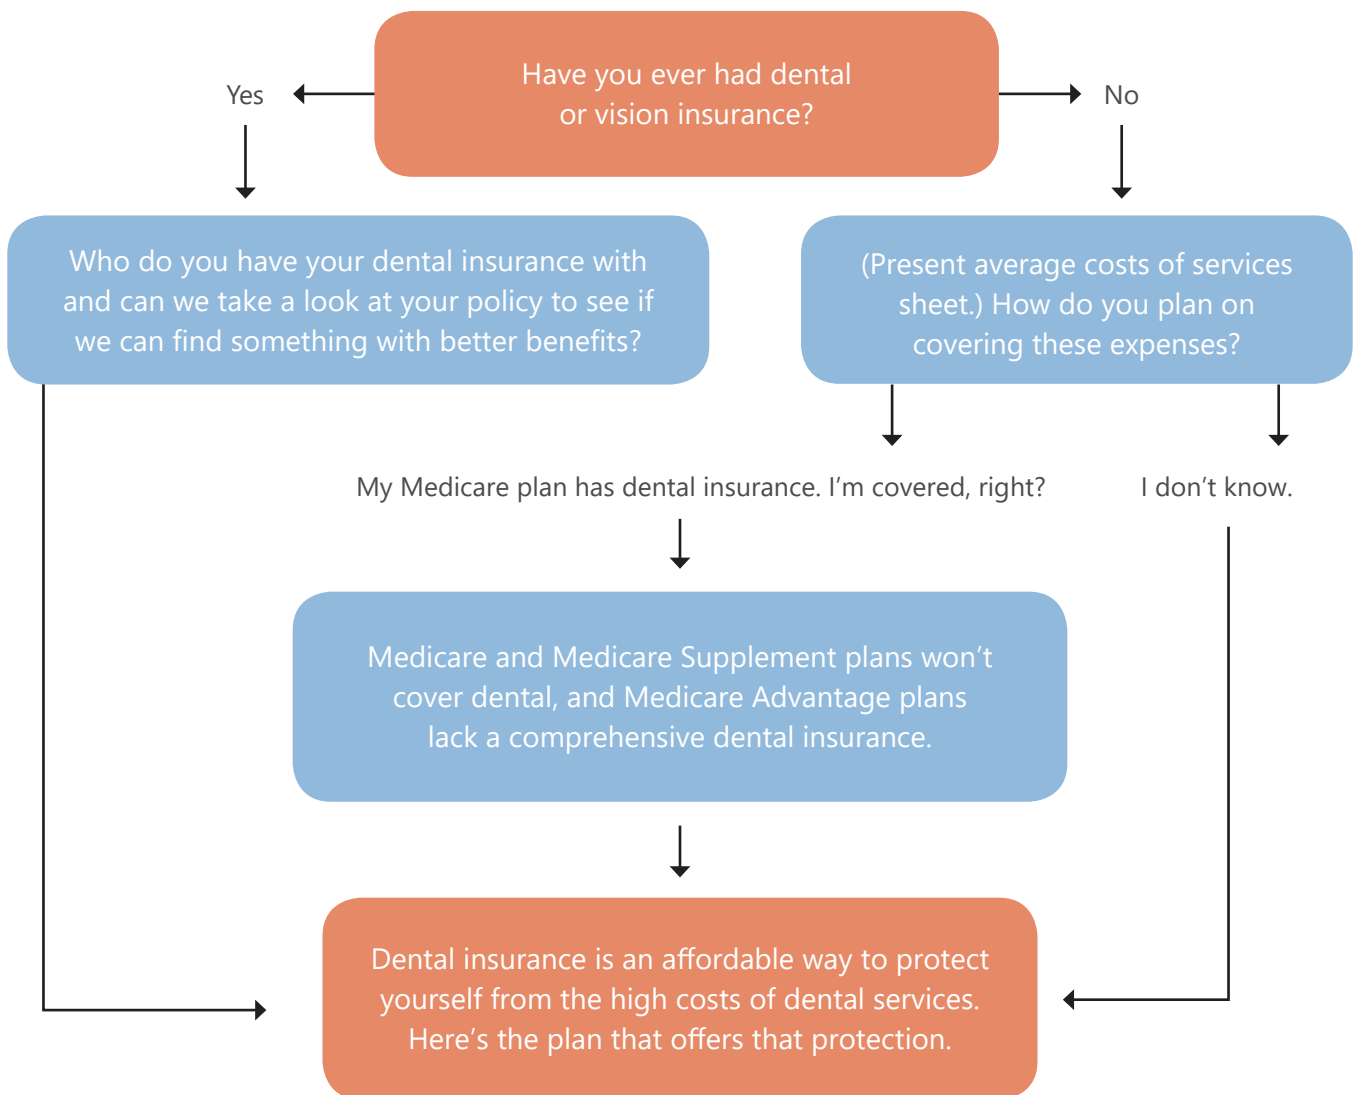 Have you ever had dental
or vision insurance?
Yes
No
Who do you have your dental insurance with
and can we take a look at your policy to see if
we can find something with better benefits?
(Present average costs of services
sheet.) How do you plan on
covering these expenses?
My Medicare plan has dental insurance. I’m covered, right?
I don’t know.
Medicare and Medicare Supplement plans won’t
cover dental, and Medicare Advantage plans
lack a comprehensive dental insurance.
Dental insurance is an affordable way to protect
yourself from the high costs of dental services.
Here’s the plan that offers that protection.